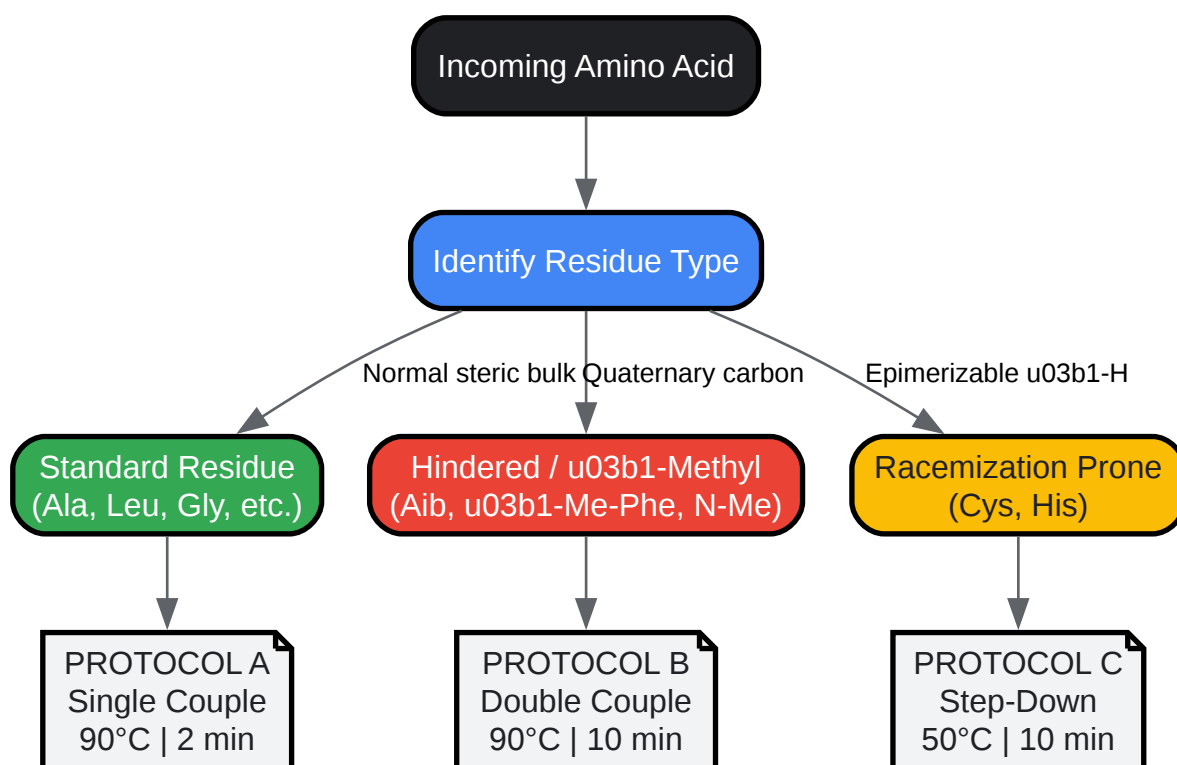 Incoming Amino Acid
Identify Residue Type
Normal steric bulk
Quaternary carbon
Epimerizable u03b1-H
Standard Residue
(Ala, Leu, Gly, etc.)
Hindered / u03b1-Methyl
(Aib, u03b1-Me-Phe, N-Me)
Racemization Prone
(Cys, His)
PROTOCOL A
Single Couple
90°C | 2 min
PROTOCOL B
Double Couple
90°C | 10 min
PROTOCOL C
Step-Down
50°C | 10 min